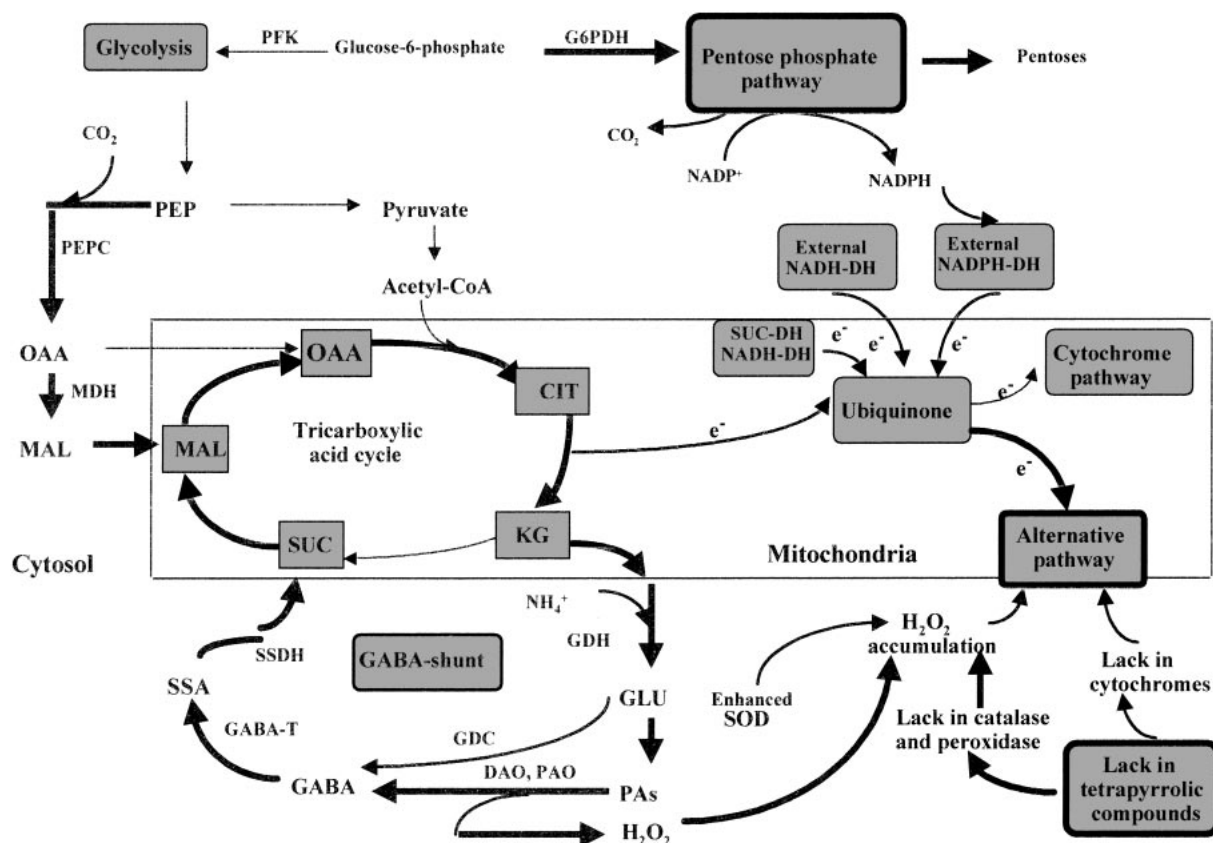 Glycolysis
PFK
Glucose-6-phosphate
G6PDH
Pentose phosphate
pathway
Pentoses
CO₂
CO₂
NADP⁺
NADPH
PEP
Pyruvate
PEPC
External
NADH-DH
External
NADPH-DH
Acetyl-CoA
OAA
OAA
SUC-DH
NADH-DH
e⁻
e⁻
e⁻
Cytochrome
pathway
MDH
CIT
Ubiquinone
e⁻
MAL
MAL
Tricarboxylic
acid cycle
e⁻
e⁻
SUC
KG
Cytosol
Mitochondria
Alternative
pathway
NH₄⁺
GDH
H₂O₂
accumulation
SSDH
GABA-shunt
Lack in
cytochromes
SSA
GLU
Enhanced
SOD
Lack in catalase
and peroxidase
GABA-T
GDC
GABA
DAO, PAO
PAs
Lack in
tetrapyrrolic
compounds
H₂O₂